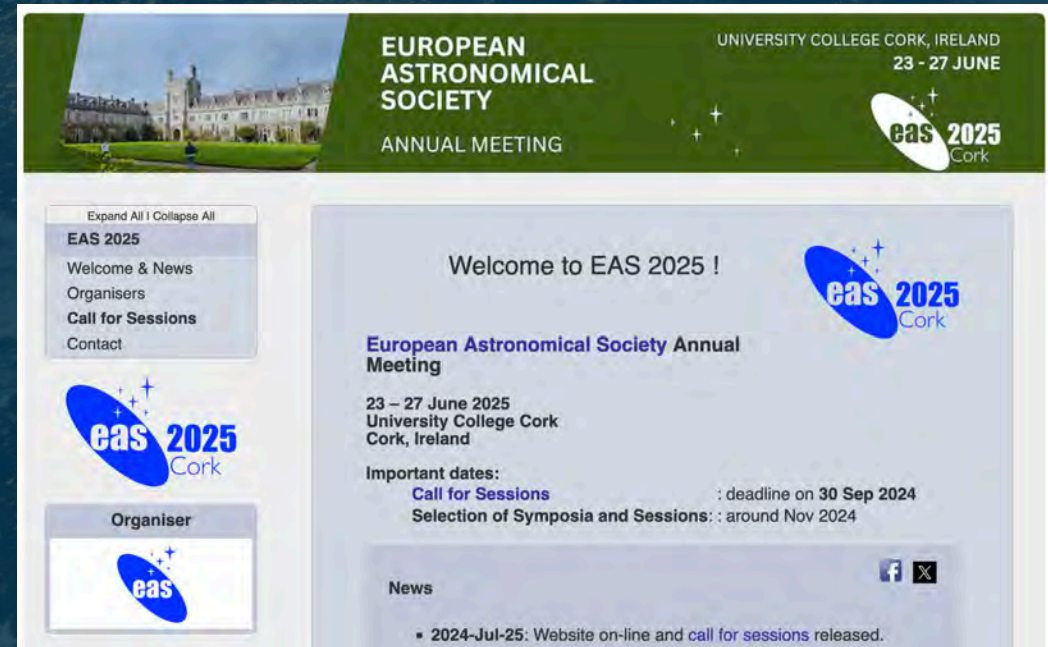 EUROPEAN
ASTRONOMICAL
SOCIETY
ANNUAL MEETING
UNIVERSITY COLLEGE CORK, IRELAND
23 - 27 JUNE
eas 2025
Cork
Expand All I Collapse All
EAS 2025
Welcome & News
Organisers
Call for Sessions
Contact
eas 2025
Cork
Organiser
eas
Welcome to EAS 2025 !
eas 2025
Cork
European Astronomical Society Annual
Meeting
23 – 27 June 2025
University College Cork
Cork, Ireland
Important dates:
Call for Sessions : deadline on 30 Sep 2024
Selection of Symposia and Sessions: : around Nov 2024
f X
News
▪ 2024-Jul-25: Website on-line and call for sessions released.